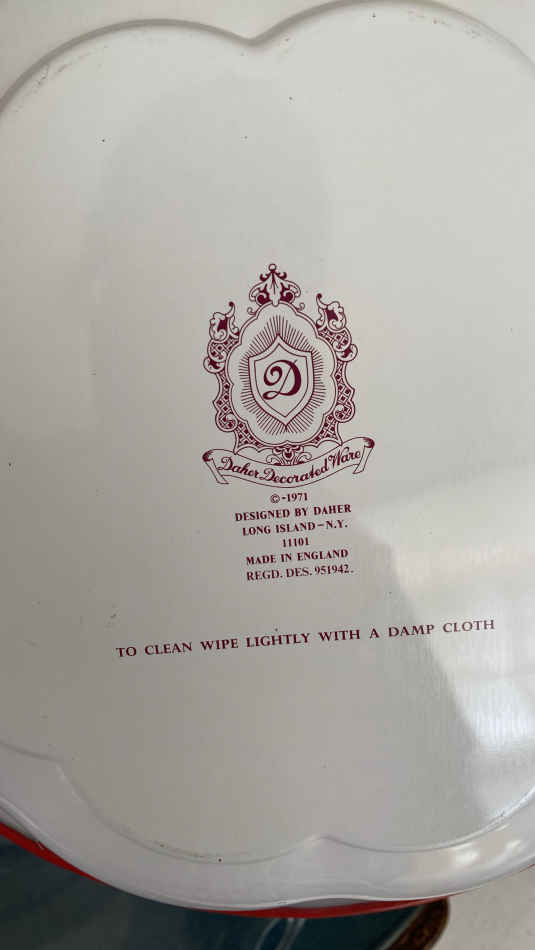 D
Daher Decorated Ware
©-1971
DESIGNED BY DAHER
LONG ISLAND-N.Y.
11101
MADE IN ENGLAND
REGD. DES. 951942.
TO CLEAN WIPE LIGHTLY WITH A DAMP CLOTH